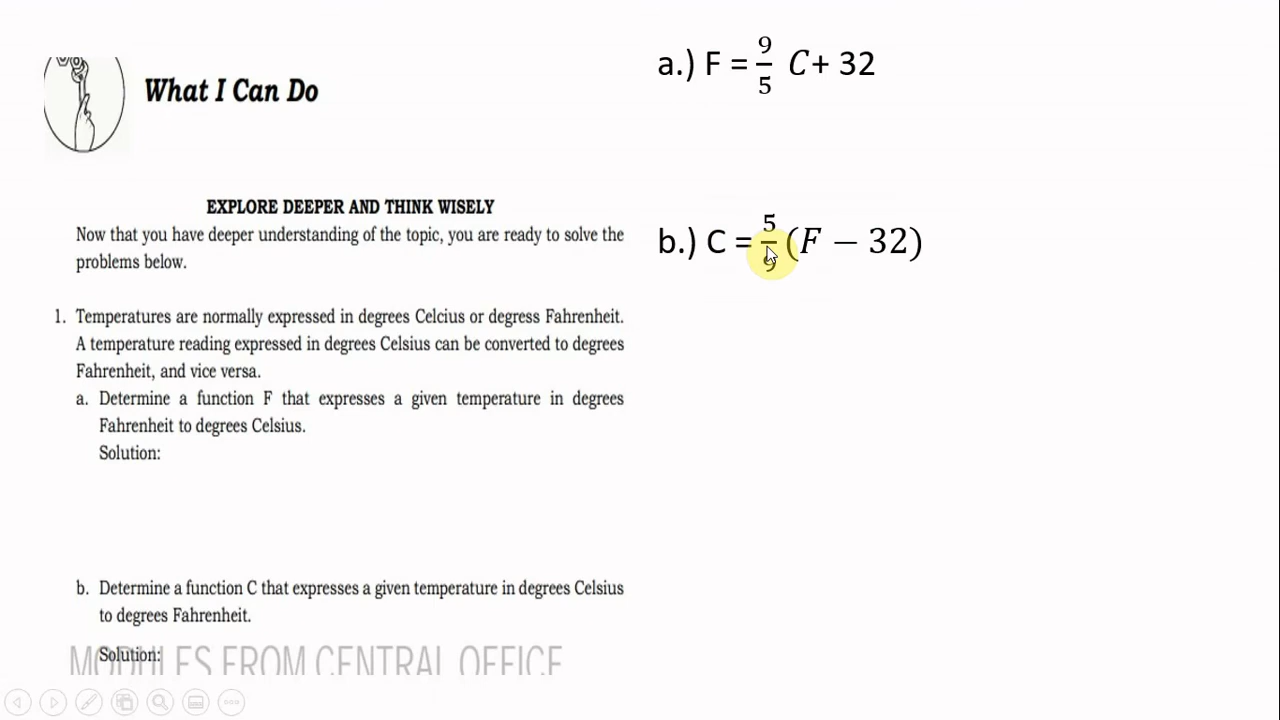 What I Can Do
EXPLORE DEEPER AND THINK WISELY
Now that you have deeper understanding of the topic, you are ready to solve the
problems below.
1. Temperatures are normally expressed in degrees Celcius or degress Fahrenheit.
A temperature reading expressed in degrees Celsius can be converted to degrees
Fahrenheit, and vice versa.
a. Determine a function F that expresses a given temperature in degrees
Fahrenheit to degrees Celsius.
Solution:
b. Determine a function C that expresses a given temperature in degrees Celsius
to degrees Fahrenheit.
Solution:
MODULES FROM CENTRAL OFFICE
a.) F = 9/5 C + 32
b.) C = 5/9 (F − 32)